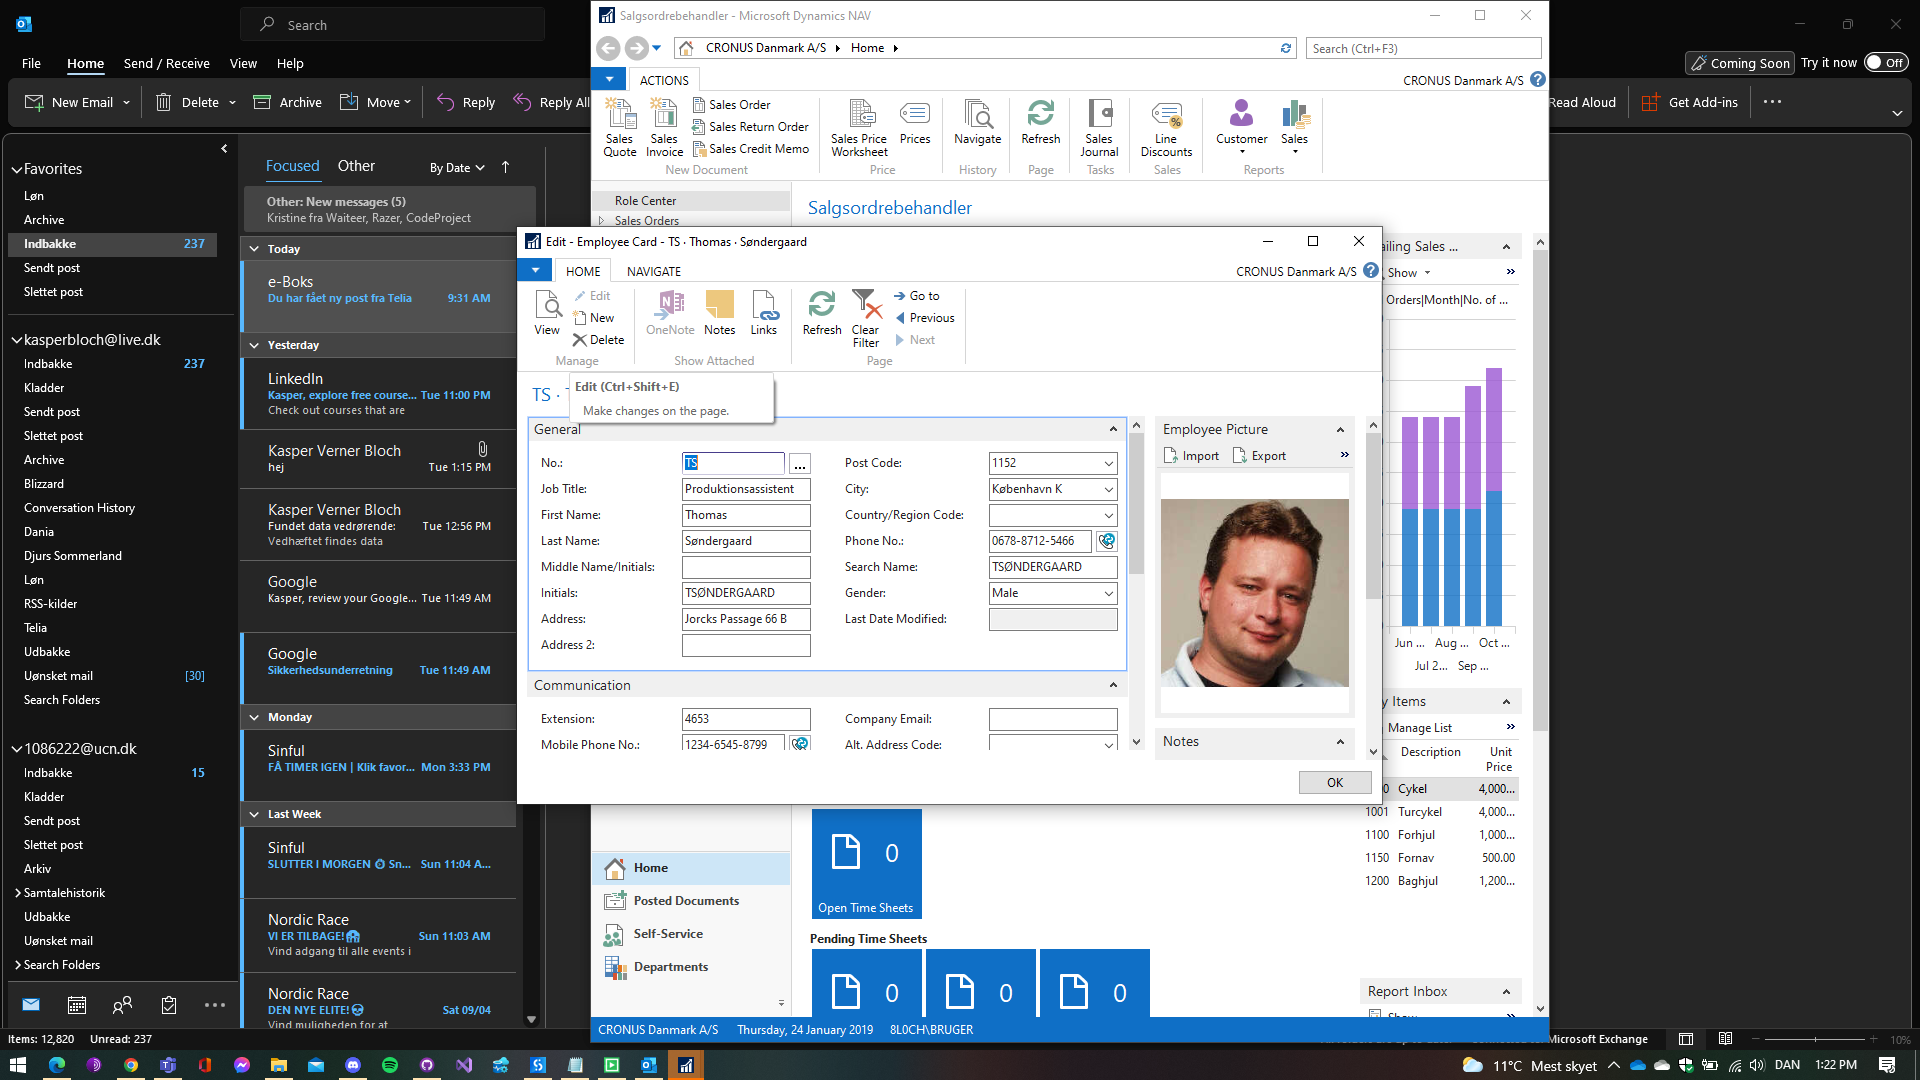 Search
File
Home
Send / Receive
View
Help
New Email
Delete
Archive
Move
Reply
Reply All
Coming Soon
Try it now
Off
Read Aloud
Get Add-ins
Favorites
Løn
Archive
Indbakke 237
Sendt post
Slettet post
kasperbloch@live.dk
Indbakke 237
Kladder
Sendt post
Slettet post
Archive
Blizzard
Conversation History
Dania
Djurs Sommerland
Løn
RSS-kilder
Telia
Udbakke
Uønsket mail [30]
Search Folders
1086222@ucn.dk
Indbakke 15
Kladder
Sendt post
Slettet post
Arkiv
Samtalehistorik
Udbakke
Uønsket mail
Search Folders
Items: 12,820 Unread: 237
Focused Other By Date
Other: New messages (5)
Kristine fra Waiteer, Razer, CodeProject
Today
e-Boks
Du har fået ny post fra Telia 9:31 AM
Yesterday
LinkedIn
Kasper, explore free course... Tue 11:00 PM
Check out courses that are
Kasper Verner Bloch
hej Tue 1:15 PM
Kasper Verner Bloch
Fundet data vedrørende: Tue 12:56 PM
Vedhæftet findes data
Google
Kasper, review your Google... Tue 11:49 AM
Google
Sikkerhedsunderretning Tue 11:49 AM
Monday
Sinful
FÅ TIMER IGEN | Klik favor... Mon 3:33 PM
Last Week
Sinful
SLUTTER I MORGEN Sn... Sun 11:04 A...
Nordic Race
VI ER TILBAGE! Sun 11:03 AM
Vind adgang til alle events i
Nordic Race
DEN NYE ELITE! Sat 09/04
Vind muligheden for at
Salgsordrebehandler - Microsoft Dynamics NAV
CRONUS Danmark A/S
Home
Search (Ctrl+F3)
ACTIONS
CRONUS Danmark A/S
Sales Quote
Sales Invoice
Sales Order
Sales Return Order
Sales Credit Memo
New Document
Sales Price Worksheet
Prices
Price
Navigate
History
Refresh
Page
Sales Journal
Tasks
Line Discounts
Sales
Customer
Sales
Reports
Role Center
Sales Orders
Salgsordrebehandler
Edit - Employee Card - TS · Thomas · Søndergaard
HOME
NAVIGATE
CRONUS Danmark A/S
View
Edit
New
Delete
Manage
OneNote
Notes
Links
Show Attached
Refresh
Clear Filter
Go to
Previous
Next
Page
TS ·
Edit (Ctrl+Shift+E)
Make changes on the page.
General
No.: TS
Job Title: Produktionsassistent
First Name: Thomas
Last Name: Søndergaard
Middle Name/Initials:
Initials: TSØNDERGAARD
Address: Jorcks Passage 66 B
Address 2:
Post Code: 1152
City: København K
Country/Region Code:
Phone No.: 0678-8712-5466
Search Name: TSØNDERGAARD
Gender: Male
Last Date Modified:
Communication
Extension: 4653
Mobile Phone No.: 1234-6545-8799
Company Email:
Alt. Address Code:
Employee Picture
Import
Export
Notes
OK
ailing Sales ...
Show
Orders|Month|No. of ...
Jun ... Aug ... Oct ...
Jul 2... Sep ...
y Items
Manage List
Description Unit Price
0 Cykel 4,000...
1001 Turcykel 4,000...
1100 Forhjul 1,000...
1150 Fornav 500.00
1200 Baghjul 1,200...
Report Inbox
Show
Home
Posted Documents
Self-Service
Departments
0
Open Time Sheets
Pending Time Sheets
0 0 0
CRONUS Danmark A/S Thursday, 24 January 2019 8L0CH\BRUGER
Microsoft Exchange
10%
11°C Mest skyet
DAN
1:22 PM